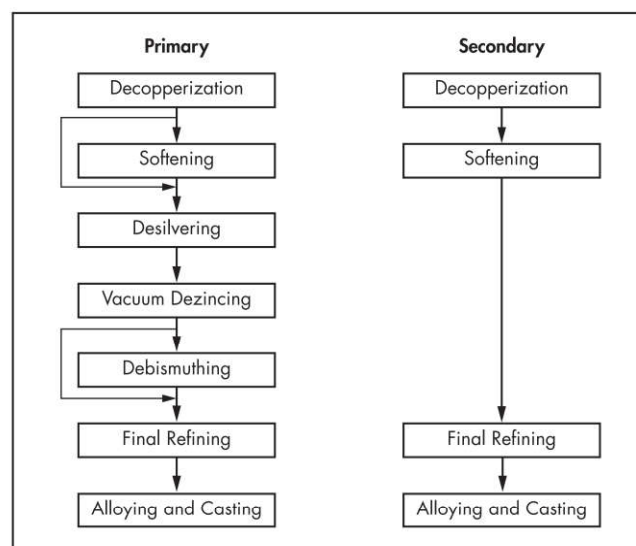 Primary
Decopperization
Softening
Desilvering
Vacuum Dezincing
Debismuthing
Final Refining
Alloying and Casting
Secondary
Decopperization
Softening
Final Refining
Alloying and Casting